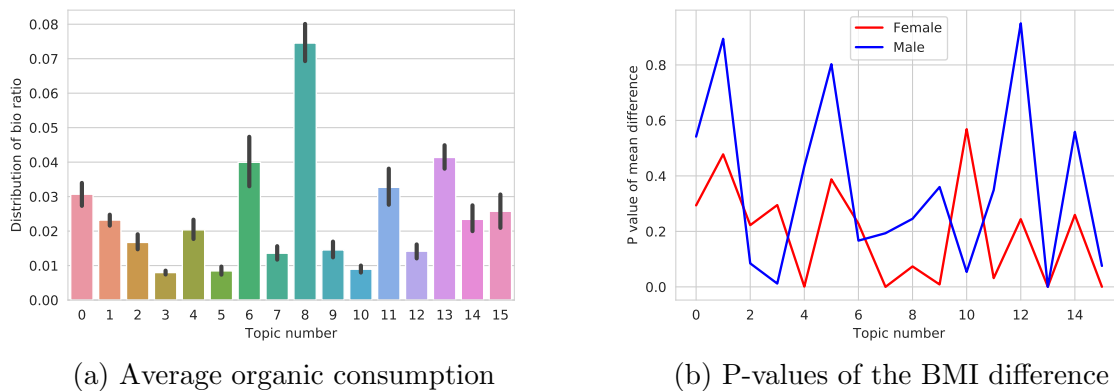 0.08
0.07
0.06
0.05
0.04
0.03
0.02
0.01
0.00
Distribution of bio ratio
0 1 2 3 4 5 6 7 8 9 10 11 12 13 14 15
Topic number
(a) Average organic consumption
Female
Male
0.8
0.6
0.4
0.2
0.0
P value of mean difference
0 2 4 6 8 10 12 14
Topic number
(b) P-values of the BMI difference